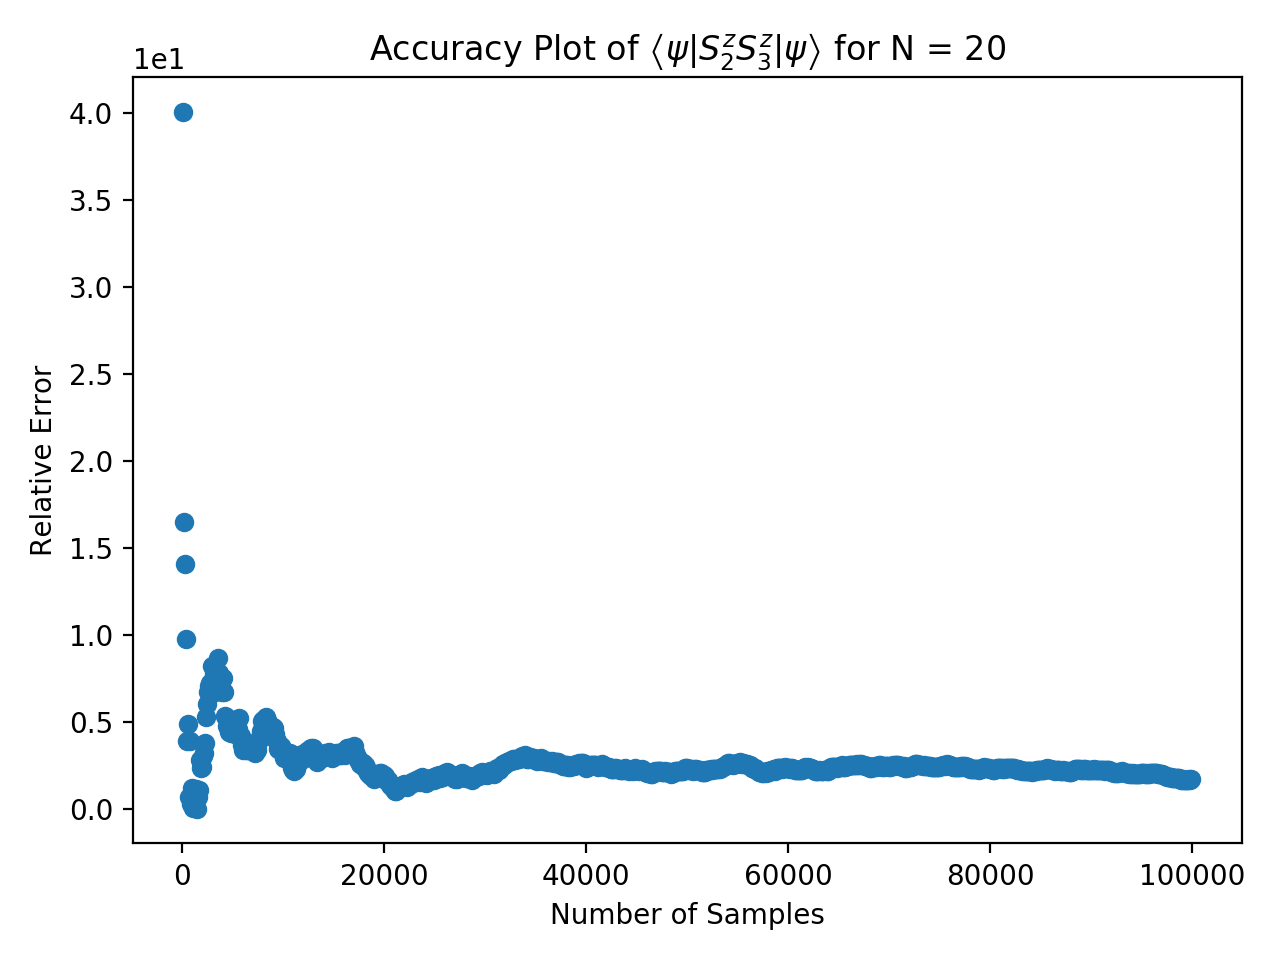 Accuracy Plot of ⟨ψ|S₂ᶻS₃ᶻ|ψ⟩ for N = 20
1e1
4.0
3.5
3.0
2.5
2.0
1.5
1.0
0.5
0.0
Relative Error
0 20000 40000 60000 80000 100000
Number of Samples